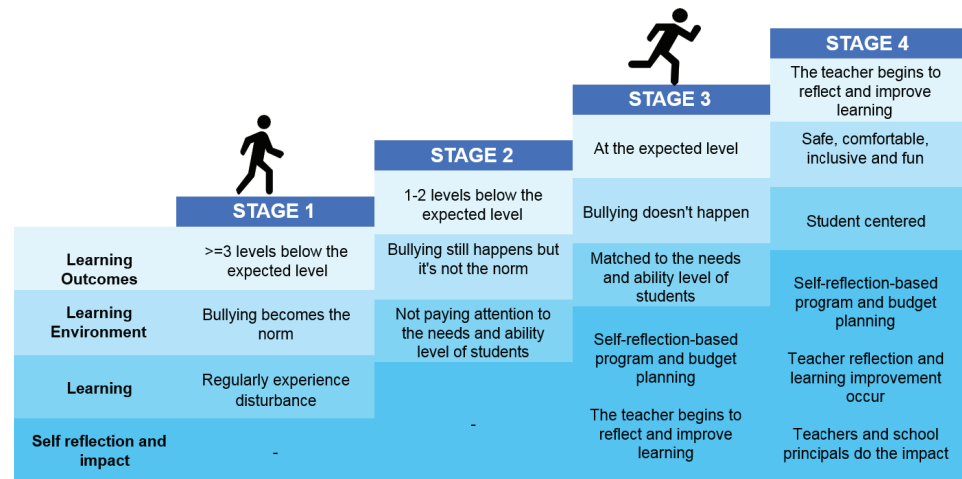 STAGE 4
The teacher begins to
reflect and improve
learning
Safe, comfortable,
inclusive and fun
Student centered
Self-reflection-based
program and budget
planning
Teacher reflection and
learning improvement
occur
Teachers and school
principals do the impact
STAGE 3
At the expected level
Bullying doesn't happen
Matched to the needs
and ability level of
students
Self-reflection-based
program and budget
planning
The teacher begins to
reflect and improve
learning
STAGE 2
1-2 levels below the
expected level
Bullying still happens but
it's not the norm
Not paying attention to
the needs and ability
level of students
-
STAGE 1
>=3 levels below the
expected level
Bullying becomes the
norm
Regularly experience
disturbance
-
Learning
Outcomes
Learning
Environment
Learning
Self reflection and
impact